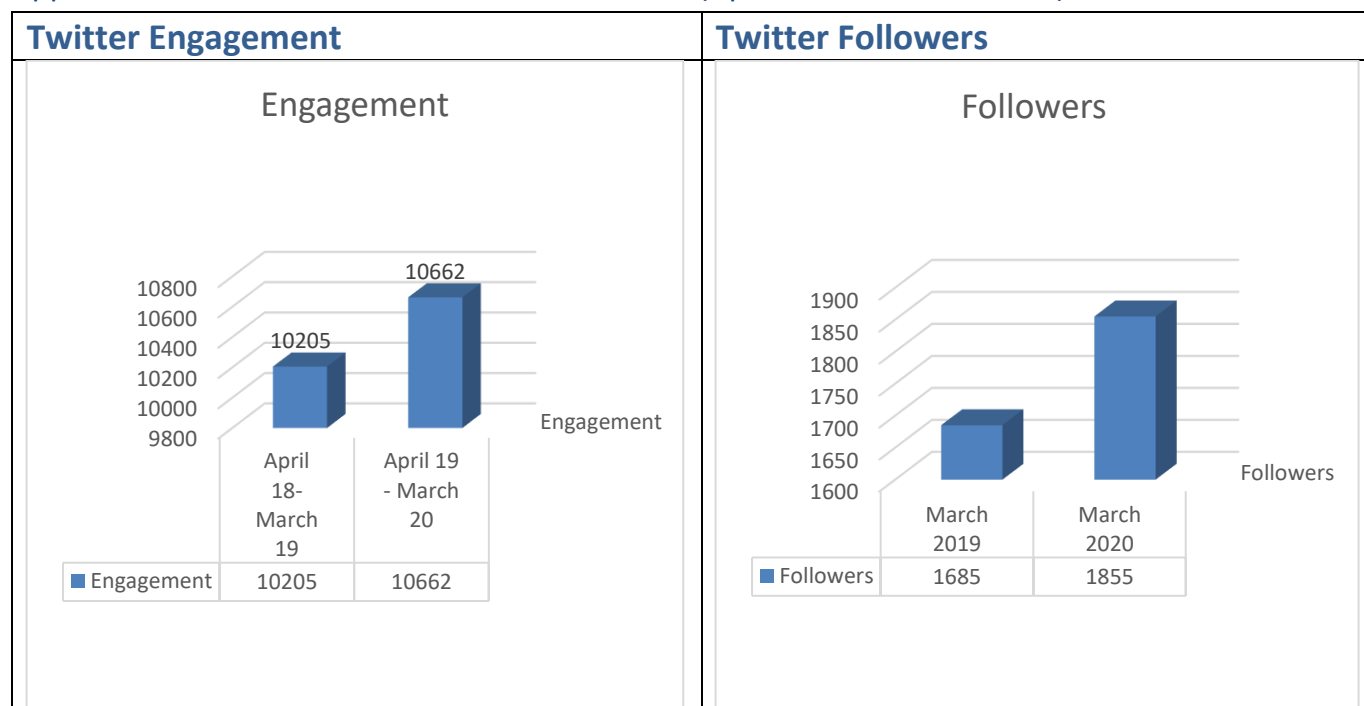 Twitter Engagement
Twitter Followers
Engagement
10800
10600
10400
10200
10000
9800
10205
10662
Engagement
April
18-
March
19
April 19
- March
20
Engagement 10205 10662
Followers
1900
1850
1800
1750
1700
1650
1600
Followers
March
2019
March
2020
Followers 1685 1855